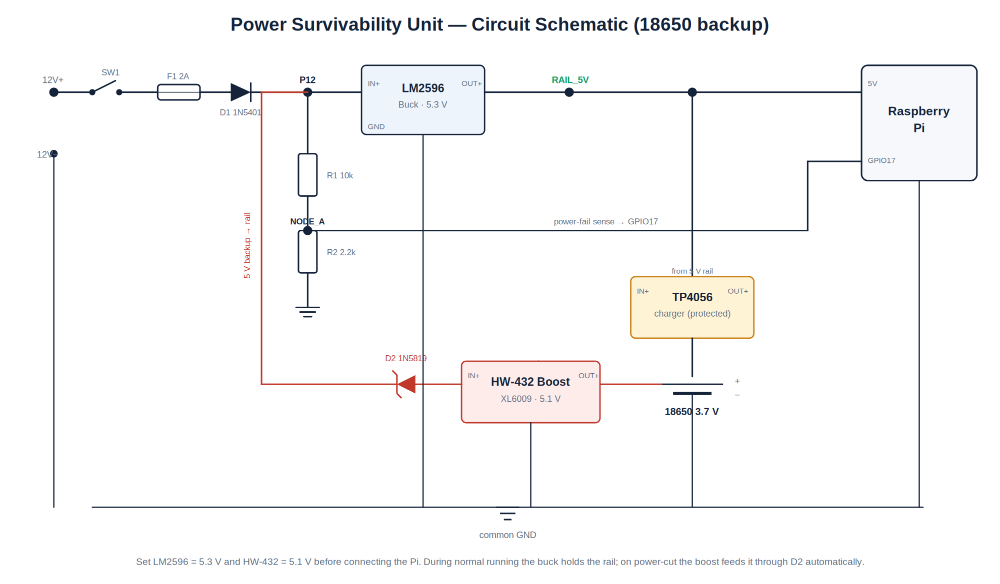 Power Survivability Unit — Circuit Schematic (18650 backup)
12V+
SW1
F1 2A
D1 1N5401
P12
IN+
OUT+
LM2596
Buck · 5.3 V
GND
RAIL_5V
5V
Raspberry
Pi
GPIO17
12V−
R1 10k
NODE_A
power-fail sense → GPIO17
5 V backup → rail
R2 2.2k
from 5 V rail
IN+
OUT+
TP4056
charger (protected)
D2 1N5819
IN+
OUT+
HW-432 Boost
XL6009 · 5.1 V
+
−
18650 3.7 V
common GND
Set LM2596 = 5.3 V and HW-432 = 5.1 V before connecting the Pi. During normal running the buck holds the rail; on power-cut the boost feeds it through D2 automatically.